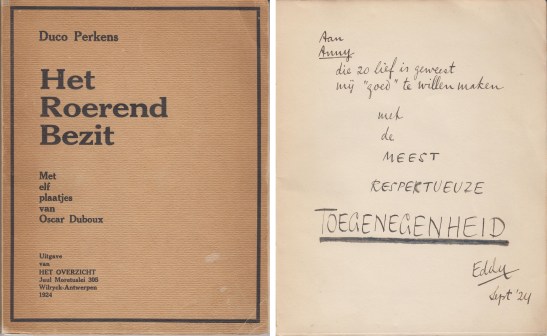 Duco Perkens
Het
Roerend
Bezit
Met
elf
plaatjes
van
Oscar Duboux
Uitgave
van
HET OVERZICHT
Jozef Moretuslei 398
Wilryck-Antwerpen
1924
Aan
Anny
die zo lief is geweest
mij "goed" te willen maken
met
de
MEEST
RESPEKTUEUZE
TOEGENEGENHEID
Eddy
Sept '24